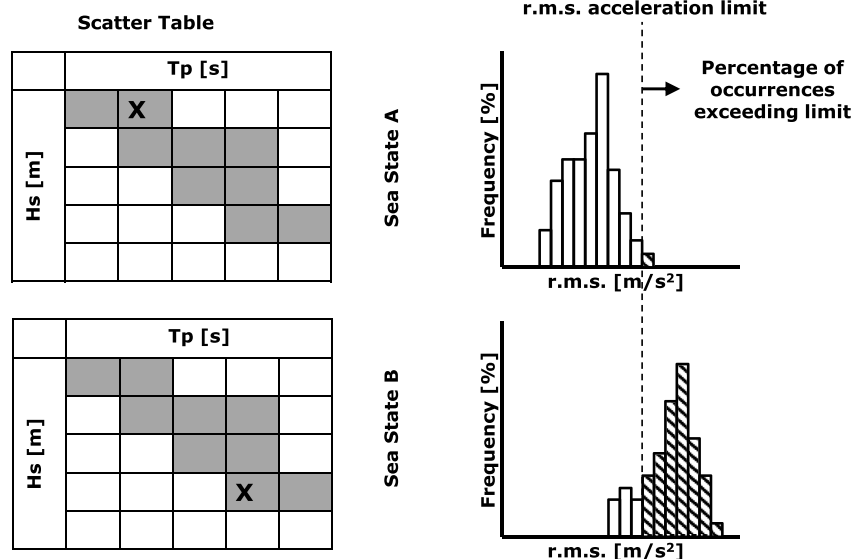 Scatter Table
r.m.s. acceleration limit
Tp [s]
Hs [m]
X
Sea State A
Frequency [%]
Percentage of
occurrences
exceeding limit
r.m.s. [m/s²]
Tp [s]
Hs [m]
X
Sea State B
Frequency [%]
r.m.s. [m/s²]